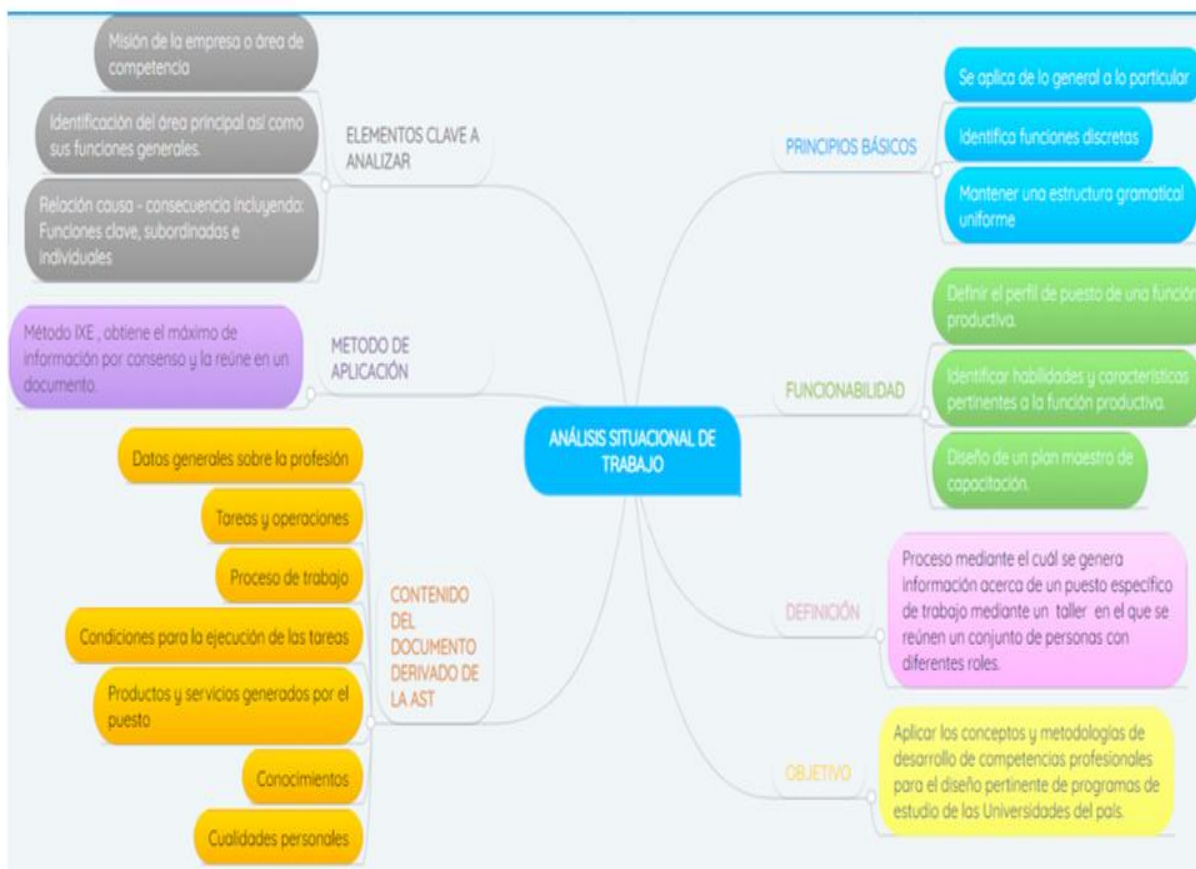 Misión de la empresa o área de
competencia
Identificación del área principal así como
sus funciones generales.
Relación causa - consecuencia incluyendo:
Funciones clave, subordinadas e
individuales
ELEMENTOS CLAVE A
ANALIZAR
Método IXE , obtiene el máximo de
información por consenso y la reúne en un
documento.
METODO DE
APLICACIÓN
Datos generales sobre la profesión
Tareas y operaciones
Proceso de trabajo
Condiciones para la ejecución de las tareas
Productos y servicios generados por el
puesto
Conocimientos
Cualidades personales
CONTENIDO
DEL
DOCUMENTO
DERIVADO DE
LA AST
ANÁLISIS SITUACIONAL DE
TRABAJO
PRINCIPIOS BÁSICOS
Se aplica de lo general a lo particular
Identifica funciones discretas
Mantener una estructura gramatical
uniforme
FUNCIONABILIDAD
Definir el perfil de puesto de una función
productiva.
Identificar habilidades y características
pertinentes a la función productiva.
Diseño de un plan maestro de
capacitación.
DEFINICIÓN
Proceso mediante el cuál se genera
información acerca de un puesto específico
de trabajo mediante un taller en el que se
reúnen un conjunto de personas con
diferentes roles.
OBJETIVO
Aplicar los conceptos y metodologías de
desarrollo de competencias profesionales
para el diseño pertinente de programas de
estudio de las Universidades del país.